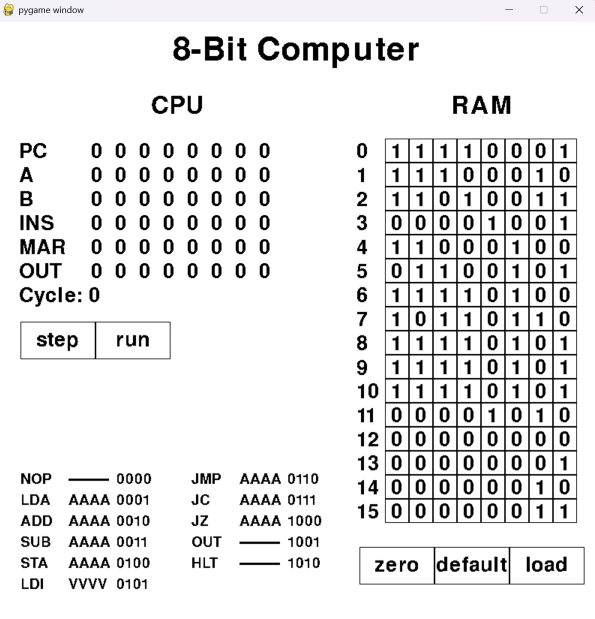 pygame window
8-Bit Computer
CPU
PC 0 0 0 0 0 0 0 0
A 0 0 0 0 0 0 0 0
B 0 0 0 0 0 0 0 0
INS 0 0 0 0 0 0 0 0
MAR 0 0 0 0 0 0 0 0
OUT 0 0 0 0 0 0 0 0
Cycle: 0
step run
RAM
0 1 1 1 1 0 0 0 1
1 1 1 1 0 0 0 1 0
2 1 1 0 1 0 0 1 1
3 0 0 0 0 1 0 0 1
4 1 1 0 0 0 1 0 0
5 0 1 1 0 0 1 0 1
6 1 1 1 1 0 1 0 0
7 1 0 1 1 0 1 1 0
8 1 1 1 1 0 1 0 1
9 1 1 1 1 0 1 0 1
10 1 1 1 1 0 1 0 1
11 0 0 0 0 1 0 1 0
12 0 0 0 0 0 0 0 0
13 0 0 0 0 0 0 0 1
14 0 0 0 0 0 0 1 0
15 0 0 0 0 0 0 1 1
zero default load
NOP —— 0000
LDA AAAA 0001
ADD AAAA 0010
SUB AAAA 0011
STA AAAA 0100
LDI VVVV 0101
JMP AAAA 0110
JC AAAA 0111
JZ AAAA 1000
OUT —— 1001
HLT —— 1010